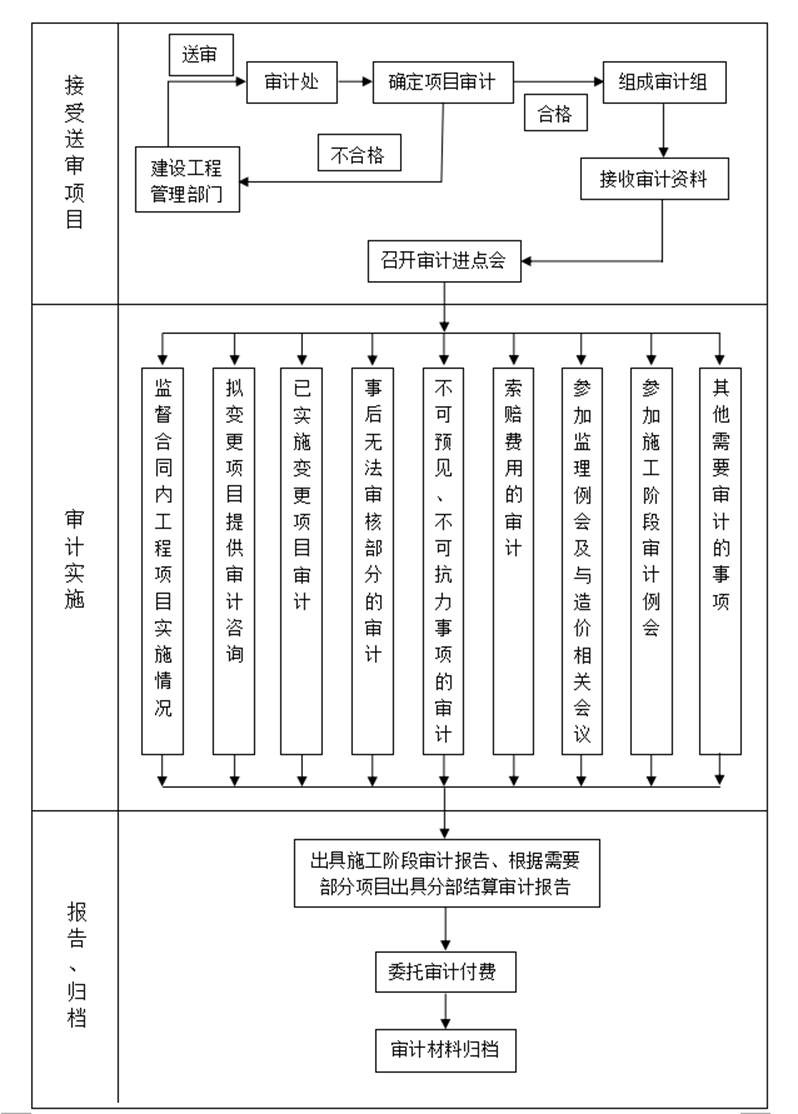 接受送审项目
送审
审计处
确定项目审计
组成审计组
合格
不合格
建设工程
管理部门
接收审计资料
召开审计进点会
审计实施
监督合同内工程项目实施情况
拟变更项目提供审计咨询
已实施变更项目审计
事后无法审核部分的审计
不可预见、不可抗力事项的审计
索赔费用的审计
参加监理例会及与造价相关会议
参加施工阶段审计例会
其他需要审计的事项
报告、归档
出具施工阶段审计报告、根据需要
部分项目出具分部结算审计报告
委托审计付费
审计材料归档